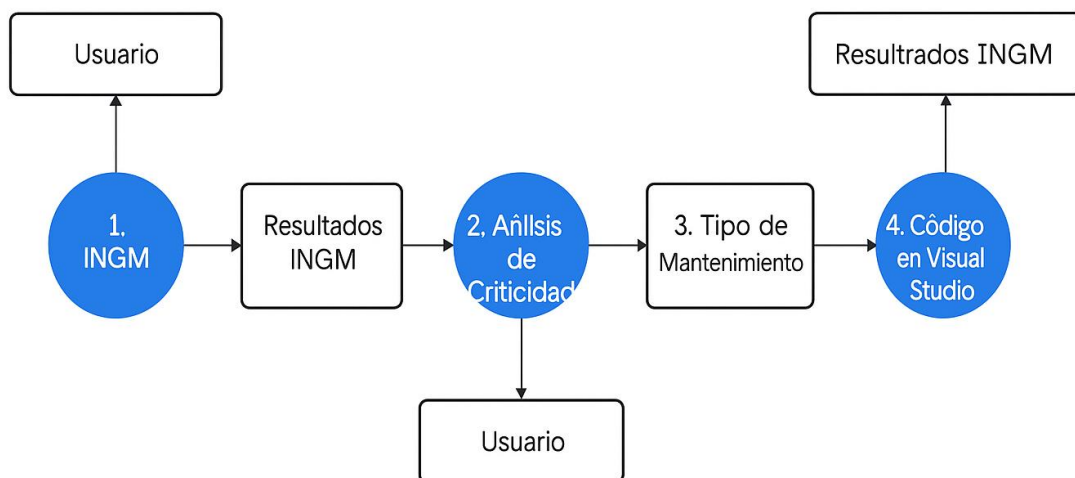 Usuario
Resultrados INGM
1,
INGM
Resultados
INGM
2, Añllsis
de
Criticidad
3. Tipo de
Mantenimiento
4. Côdigo
en Visual
Studio
Usuario